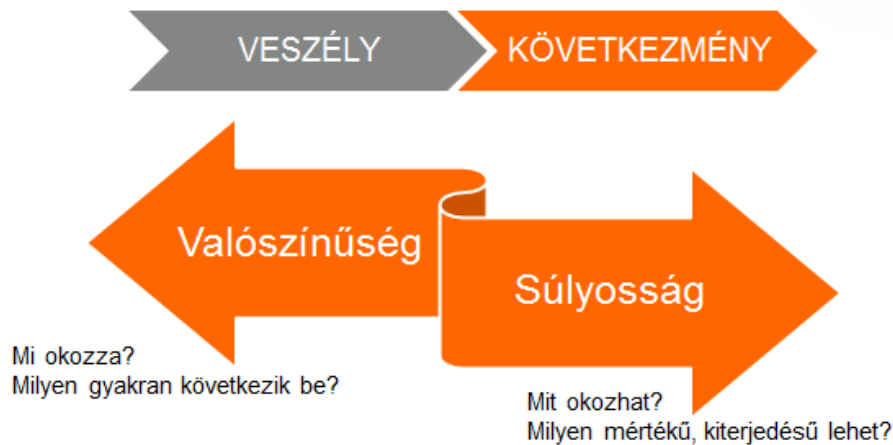 VESZÉLY
KÖVETKEZMÉNY
Valószínűség
Súlyosság
Mi okozza?
Milyen gyakran következik be?
Mit okozhat?
Milyen mértékű, kiterjedésű lehet?